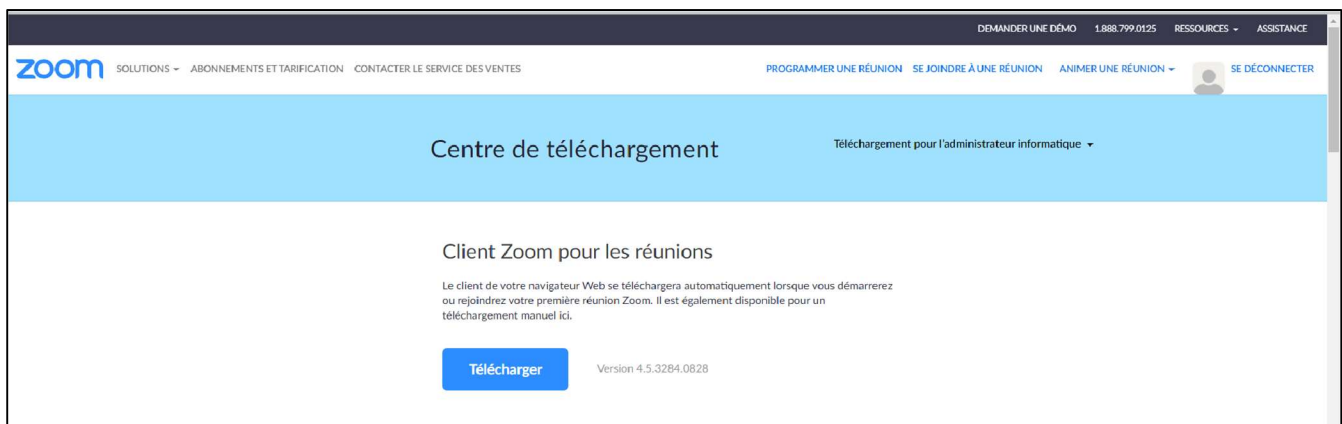 DEMANDER UNE DÉMO 1.888.799.0125 RESSOURCES ASSISTANCE
zoom SOLUTIONS ABONNEMENTS ET TARIFICATION CONTACTER LE SERVICE DES VENTES PROGRAMMER UNE RÉUNION SE JOINDRE À UNE RÉUNION ANIMER UNE RÉUNION SE DÉCONNECTER
Centre de téléchargement Téléchargement pour l'administrateur informatique
Client Zoom pour les réunions
Le client de votre navigateur Web se téléchargera automatiquement lorsque vous démarrerez
ou rejoindrez votre première réunion Zoom. Il est également disponible pour un
téléchargement manuel ici.
Télécharger Version 4.5.3284.0828